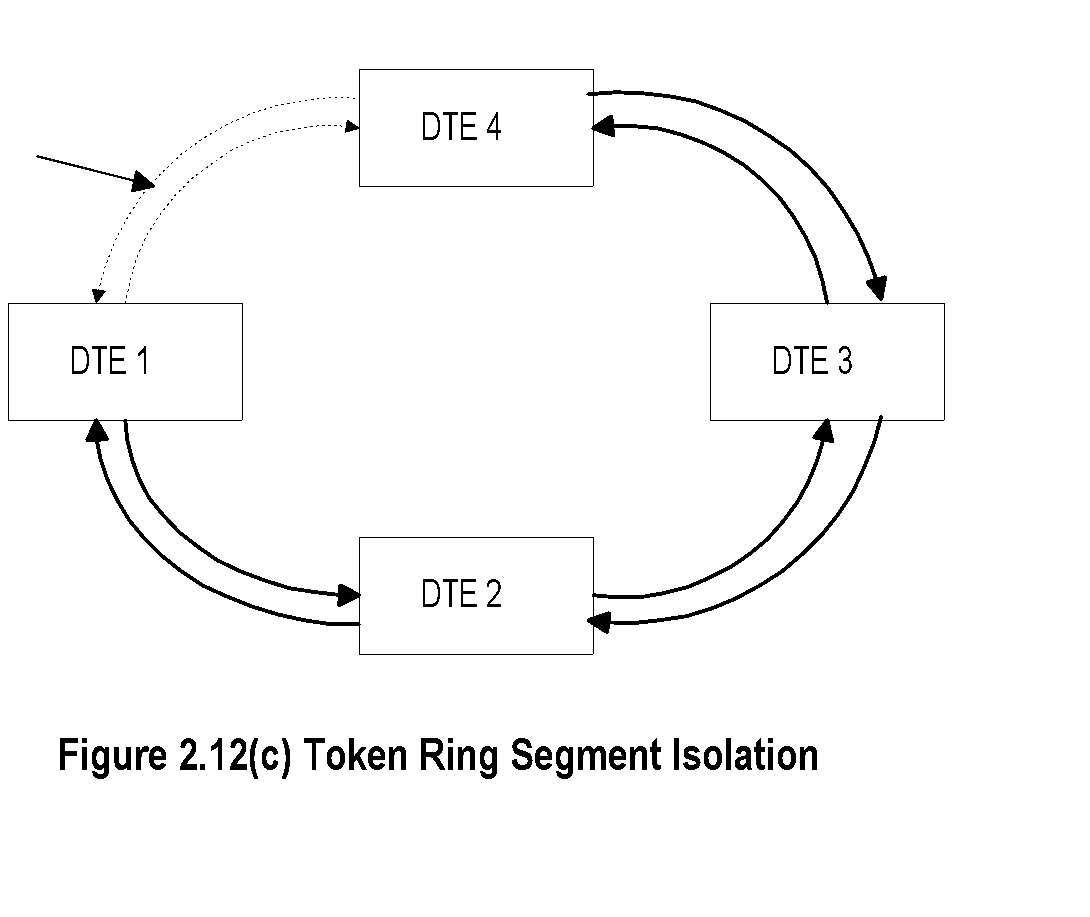 DTE 4
DTE 1
DTE 3
DTE 2
Figure 2.12(c) Token Ring Segment Isolation